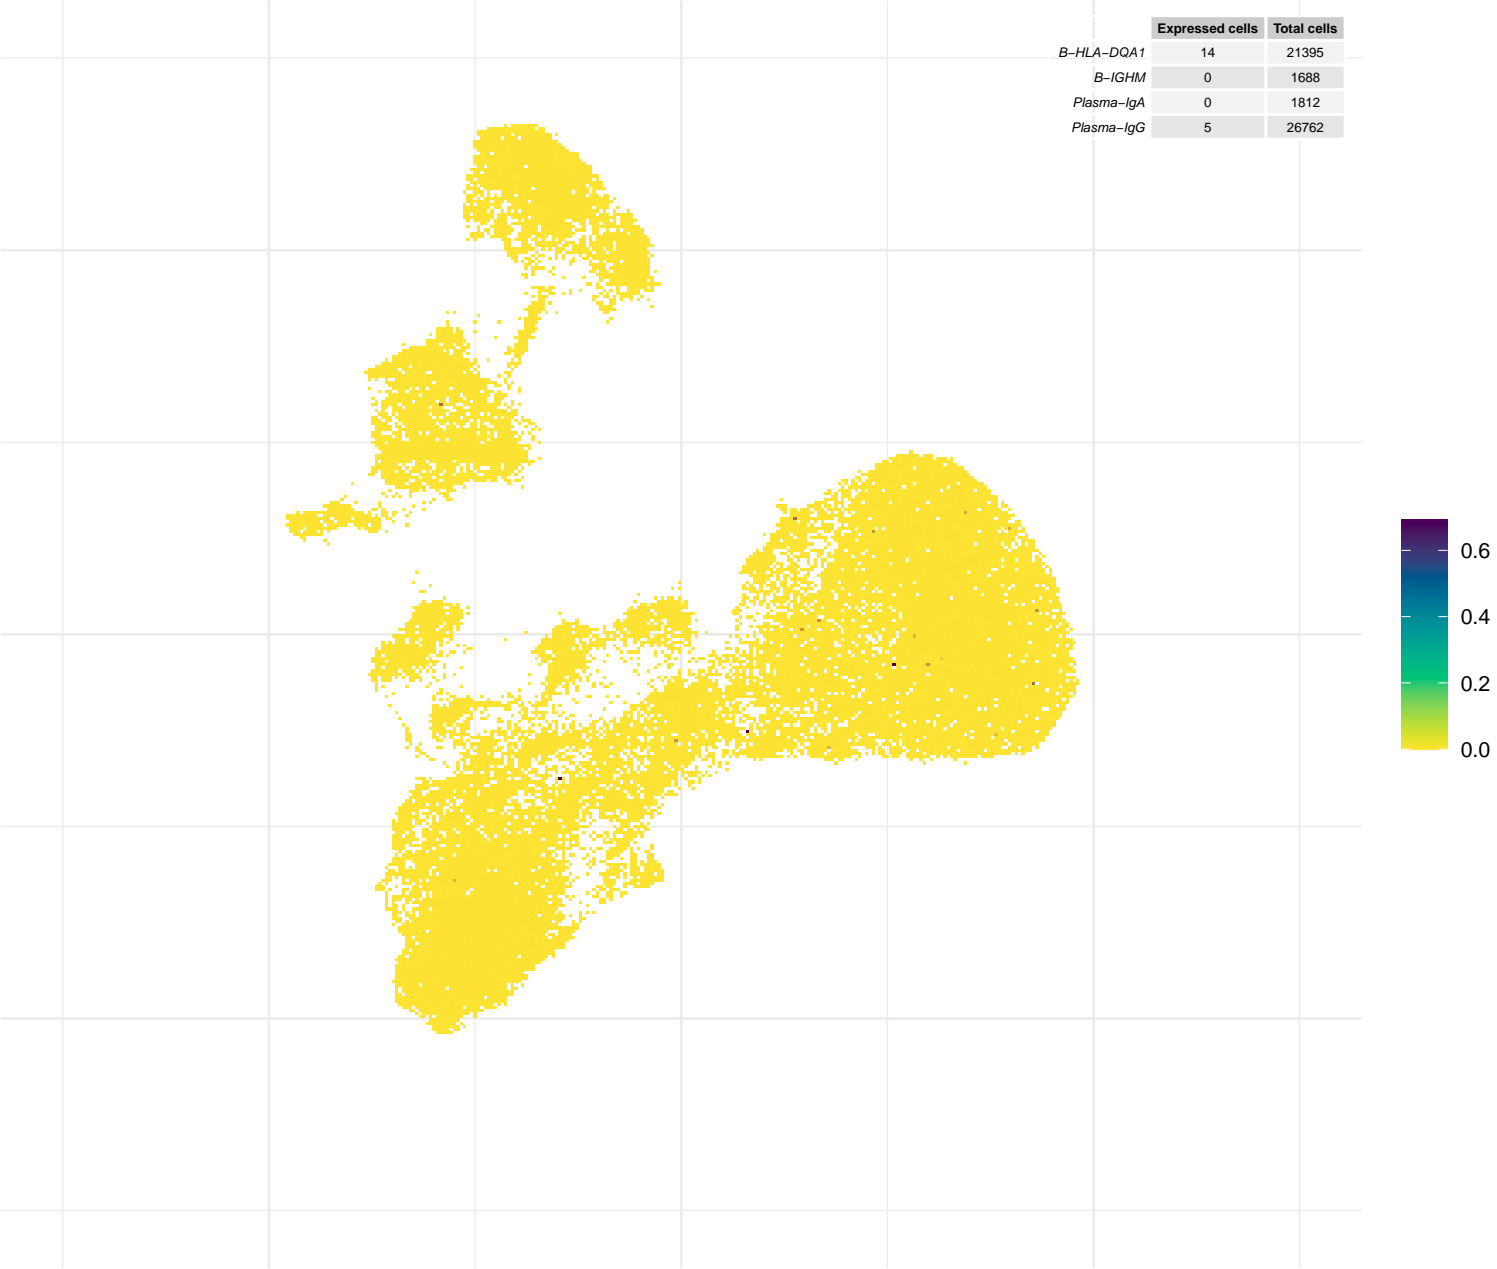 Expressed cells Total cells
B−HLA−DQA1 14 21395
B−IGHM 0 1688
Plasma−IgA 0 1812
Plasma−IgG 5 26762
0.6
0.4
0.2
0.0